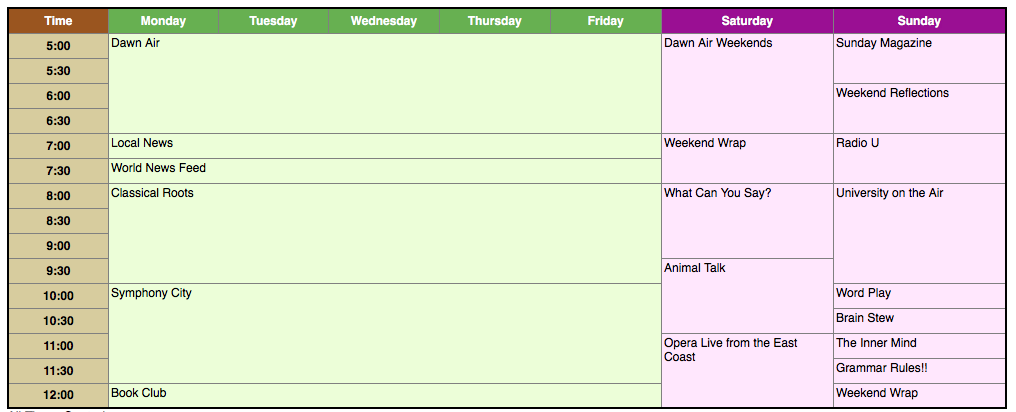 Time Monday Tuesday Wednesday Thursday Friday Saturday Sunday
5:00 Dawn Air Dawn Air Weekends Sunday Magazine
5:30
6:00 Weekend Reflections
6:30
7:00 Local News Weekend Wrap Radio U
7:30 World News Feed
8:00 Classical Roots What Can You Say? University on the Air
8:30
9:00
9:30 Animal Talk
10:00 Symphony City Word Play
10:30 Brain Stew
11:00 Opera Live from the East Coast The Inner Mind
11:30 Grammar Rules!!
12:00 Book Club Weekend Wrap